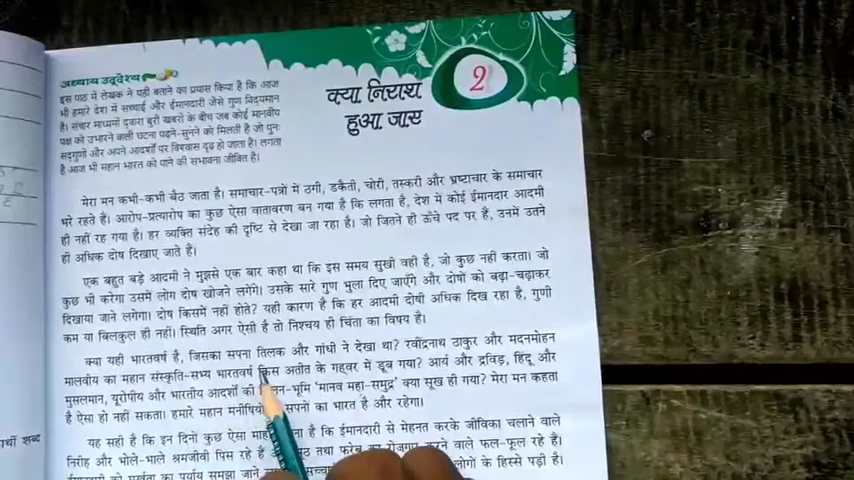 अध्याय उद्देश्य
इस पाठ में लेखक ने यही बताने का प्रयास किया है कि आज
भी हमारे देश में सच्चाई और ईमानदारी जैसे गुण विद्यमान
हैं। संचार माध्यमों द्वारा बुरी खबरों के बीच जब कोई मानवीय
पक्ष को उभारने वाली घटना पढ़ने-सुनने को मिलती है जो पुनः
सद्गुणों और अपने आदर्शों पर विश्वास दृढ़ हो जाता है। लगता
है आज भी महान भारत को पाने की संभावना जीवित है।
2
क्या निराश
हुआ जाए
मेरा मन कभी-कभी बैठ जाता है। समाचार-पत्रों में ठगी, डकैती, चोरी, तस्करी और भ्रष्टाचार के समाचार
भरे रहते हैं। आरोप-प्रत्यारोप का कुछ ऐसा वातावरण बन गया है कि लगता है, देश में कोई ईमानदार आदमी
ही नहीं रह गया है। हर व्यक्ति संदेह की दृष्टि से देखा जा रहा है। जो जितने ही ऊँचे पद पर हैं, उनमें उतने
ही अधिक दोष दिखाए जाते हैं।
एक बहुत बड़े आदमी ने मुझसे एक बार कहा था कि इस समय सुखी वही है, जो कुछ नहीं करता। जो
कुछ भी करेगा उसमें लोग दोष खोजने लगेंगे। उसके सारे गुण भुला दिए जाएँगे और दोषों को बढ़ा-चढ़ाकर
दिखाया जाने लगेगा। दोष किसमें नहीं होते? यही कारण है कि हर आदमी दोषी अधिक दिख रहा है, गुणी
कम या बिलकुल ही नहीं। स्थिति अगर ऐसी है तो निश्चय ही चिंता का विषय है।
क्या यही भारतवर्ष है, जिसका सपना तिलक और गांधी ने देखा था? रवींद्रनाथ ठाकुर और मदनमोहन
मालवीय का महान संस्कृति-सभ्य भारतवर्ष किस अतीत के गह्वर में डूब गया? आर्य और द्रविड़, हिंदू और
मुसलमान, यूरोपीय और भारतीय आदर्शों की मिलन-भूमि 'मानव महा-समुद्र' क्या सूख ही गया? मेरा मन कहता
है ऐसा हो नहीं सकता। हमारे महान मनीषियों के सपनों का भारत है और रहेगा।
यह सही है कि इन दिनों कुछ ऐसा माहौल बना है कि ईमानदारी से मेहनत करके जीविका चलाने वाले
निरीह और भोले-भाले श्रमजीवी पिस रहे हैं और झूठ तथा फरेब का रोजगार करने वाले फल-फूल रहे हैं।